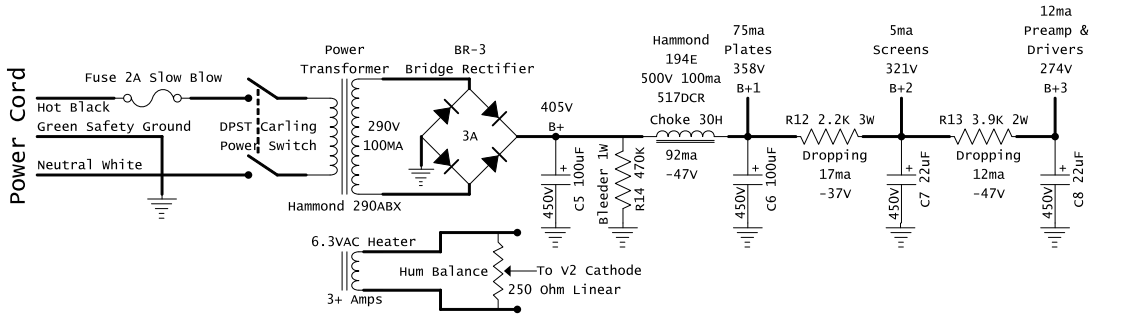 Power Cord
Fuse 2A Slow Blow
Hot Black
Green Safety Ground
Neutral White
DPST Carling
Power Switch
Power
Transformer
290V
100MA
Hammond 290ABX
BR-3
Bridge Rectifier
3A
405V
B+
C5 100uF
+
450V
Bleeder 1W
R14 470K
Hammond
194E
500V 100ma
517DCR
Choke 30H
92ma
-47V
75ma
Plates
358V
B+1
C6 100uF
+
450V
R12 2.2K 3W
Dropping
17ma
-37V
5ma
Screens
321V
B+2
C7 22uF
+
450V
R13 3.9K 2W
Dropping
12ma
-47V
12ma
Preamp &
Drivers
274V
B+3
C8 22uF
+
450V
6.3VAC Heater
3+ Amps
Hum Balance
To V2 Cathode
250 Ohm Linear